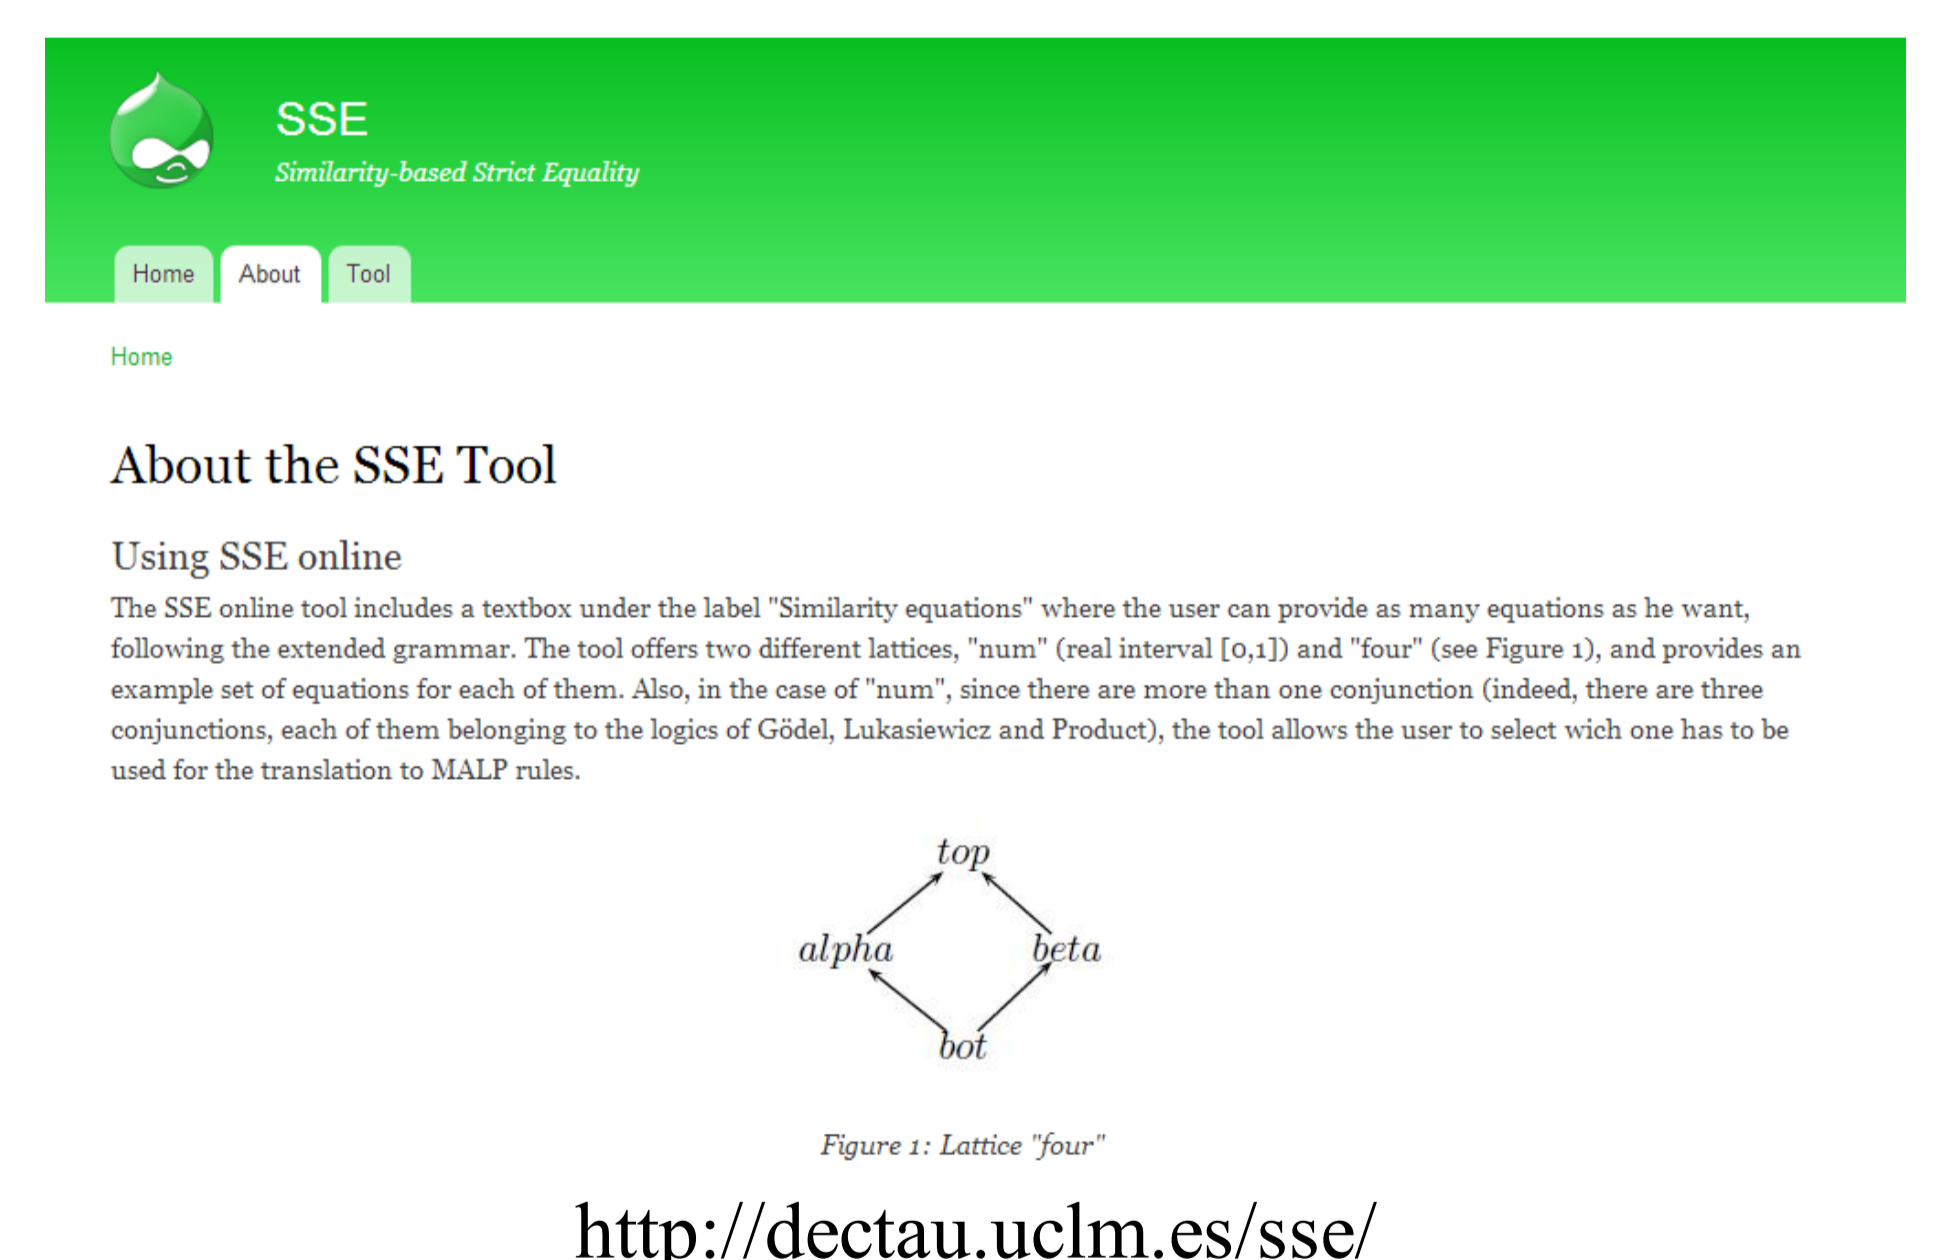 SSE
Similarity-based Strict Equality
Home About Tool
Home
About the SSE Tool
Using SSE online
The SSE online tool includes a textbox under the label "Similarity equations" where the user can provide as many equations as he want,
following the extended grammar. The tool offers two different lattices, "num" (real interval [0,1]) and "four" (see Figure 1), and provides an
example set of equations for each of them. Also, in the case of "num", since there are more than one conjunction (indeed, there are three
conjunctions, each of them belonging to the logics of Gödel, Lukasiewicz and Product), the tool allows the user to select wich one has to be
used for the translation to MALP rules.
top
alpha beta
bot
Figure 1: Lattice "four"
http://dectau.uclm.es/sse/